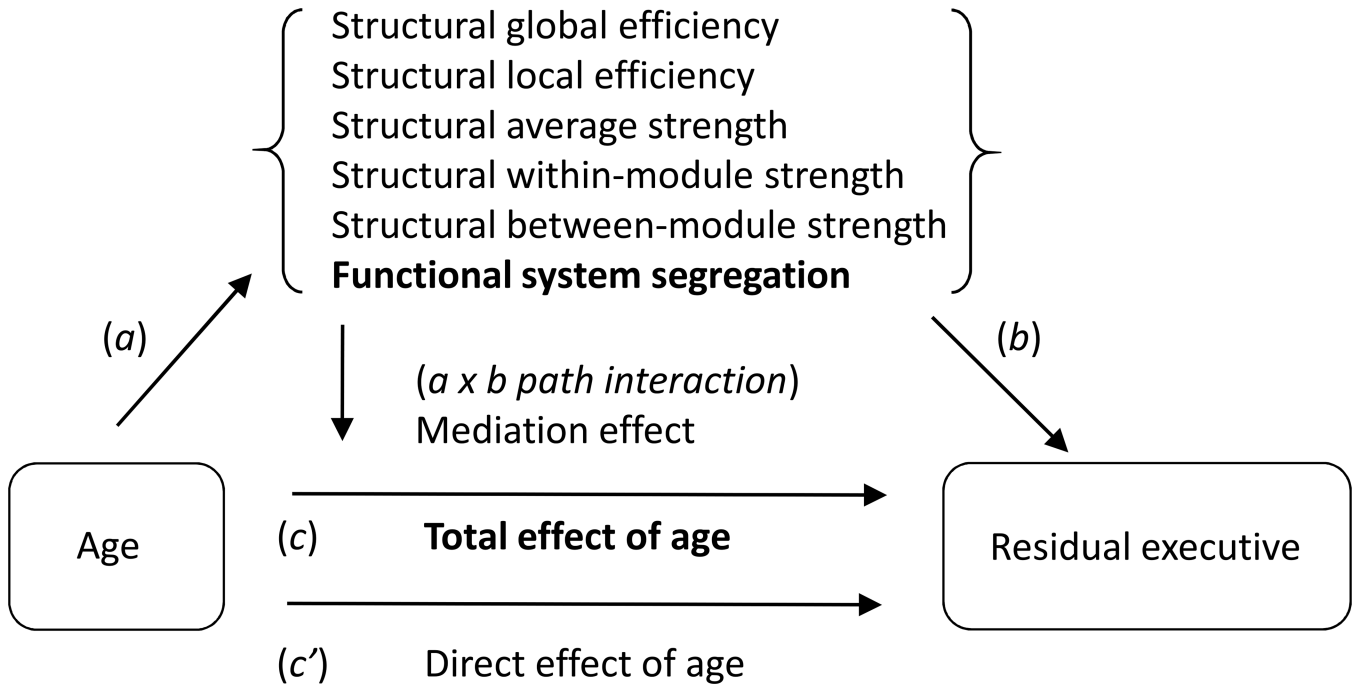 Structural global efficiency
Structural local efficiency
Structural average strength
Structural within-module strength
Structural between-module strength
Functional system segregation
(a)
(b)
(a x b path interaction)
Mediation effect
Age
(c) Total effect of age
Residual executive
(c’) Direct effect of age